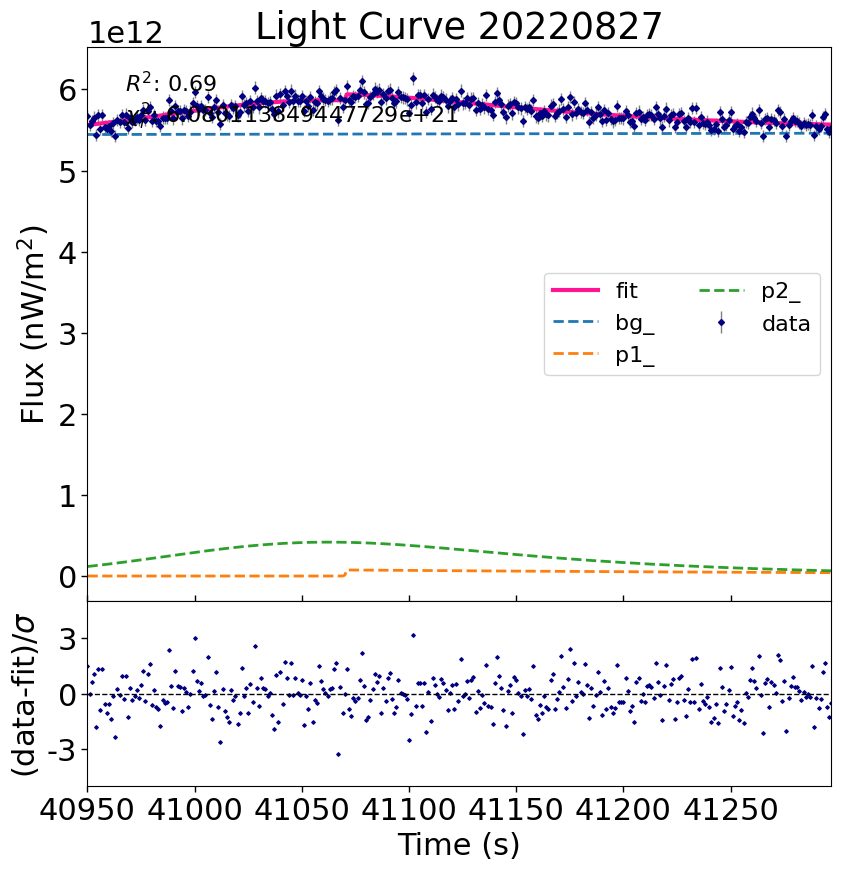 Light Curve 20220827
1e12
R²: 0.69
χ²:
6
5
4
3
2
1
0
Flux (nW/m²)
fit
bg_
p1_
p2_
data
3
0
-3
(data-fit)/σ
40950 41000 41050 41100 41150 41200 41250
Time (s)